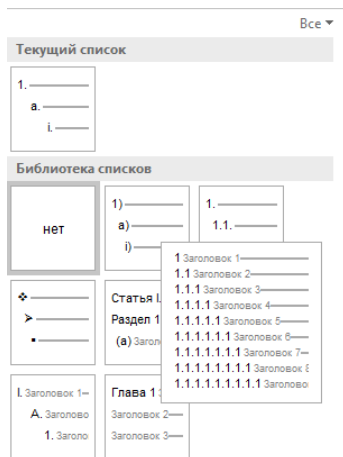 Все
Текущий список
1.
a.
i.
Библиотека списков
нет
1)
a)
i)
1.
1.1.
1 Заголовок 1
1.1 Заголовок 2
1.1.1 Заголовок 3
1.1.1.1 Заголовок 4
1.1.1.1.1 Заголовок 5
1.1.1.1.1.1 Заголовок 6
1.1.1.1.1.1.1 Заголовок 7
1.1.1.1.1.1.1.1 Заголовок 8
1.1.1.1.1.1.1.1.1 Заголово
Статья I.
Раздел 1
(a) Загол
I. Заголовок 1
A. Заголово
1. Заголо
Глава 1
Заголовок 2
Заголовок 3